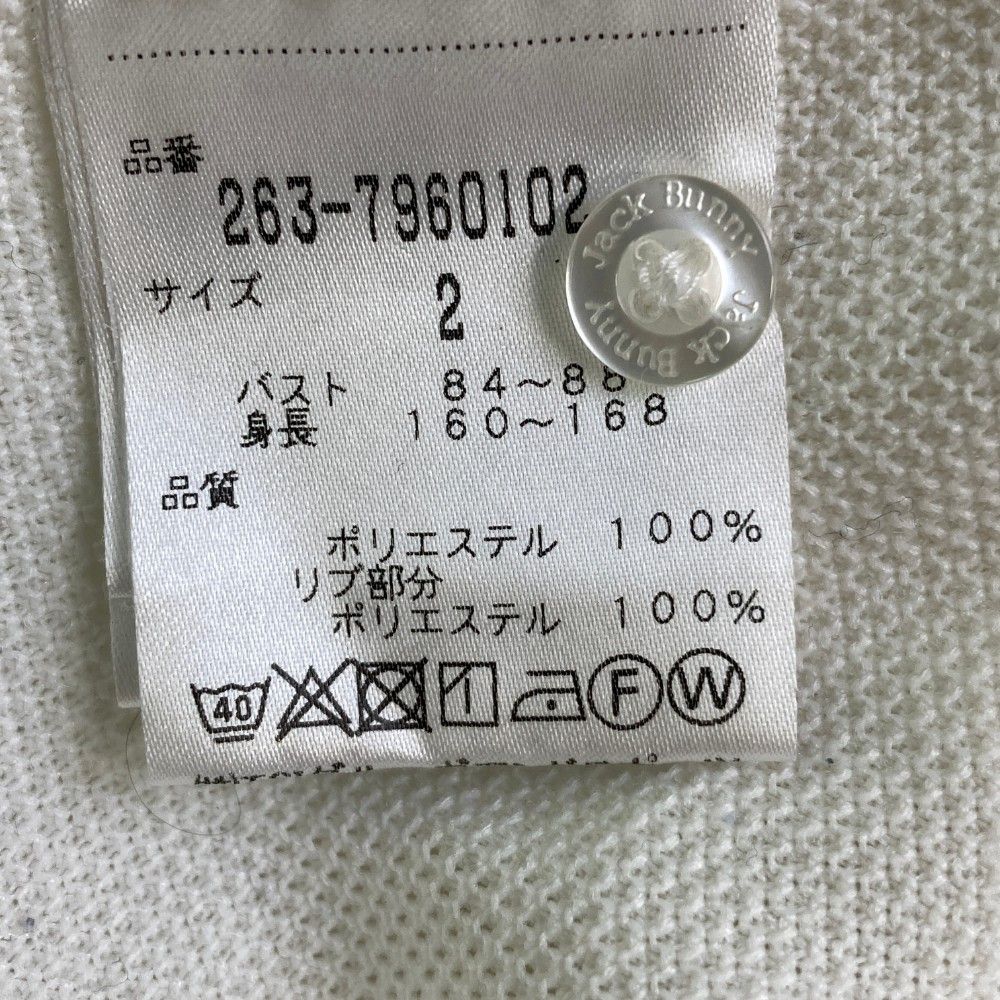 品番
263-7960102
サイズ 2
バスト 84～88
身長 160～168
品質
ポリエステル 100%
リブ部分
ポリエステル 100%
40 1 F W
Jack Bunny
Jack Bunny